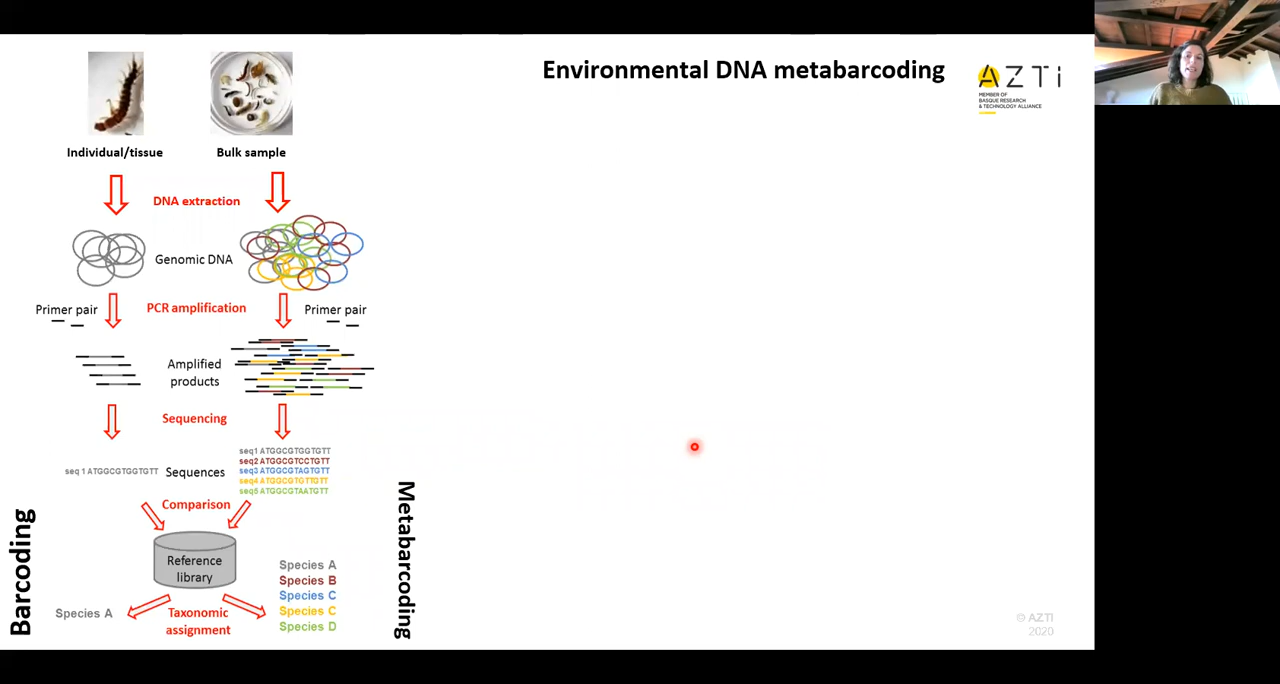 Environmental DNA metabarcoding
AZTi
MEMBER OF
BASQUE RESEARCH
& TECHNOLOGY ALLIANCE
Individual/tissue
Bulk sample
DNA extraction
Genomic DNA
Primer pair
PCR amplification
Primer pair
Amplified
products
Sequencing
seq 1 ATGGCGTGGTGTT
Sequences
seq1 ATGGCGTGGTGTT
seq2 ATGGCGTCCTGTT
seq3 ATGGCGTAGTGTT
seq4 ATGGCGTGTTGTT
seq5 ATGGCGTAATGTT
Comparison
Reference
library
Barcoding
Metabarcoding
Species A
Taxonomic
assignment
Species A
Species B
Species C
Species C
Species D
© AZTI
2020